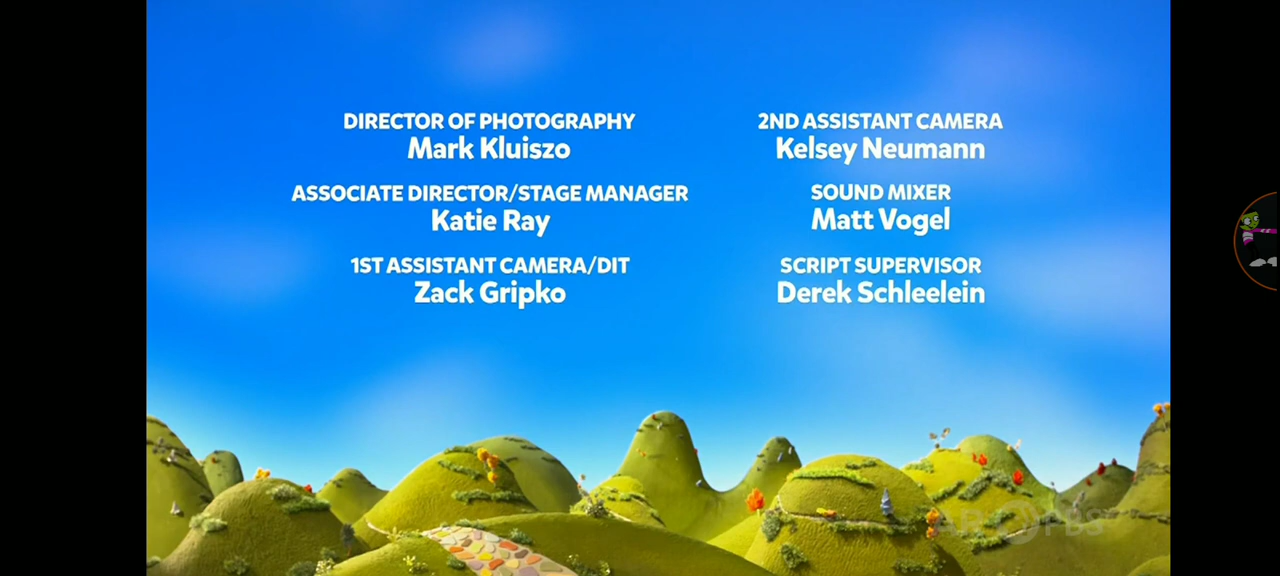 DIRECTOR OF PHOTOGRAPHY
Mark Kluiszo
ASSOCIATE DIRECTOR/STAGE MANAGER
Katie Ray
1ST ASSISTANT CAMERA/DIT
Zack Gripko
2ND ASSISTANT CAMERA
Kelsey Neumann
SOUND MIXER
Matt Vogel
SCRIPT SUPERVISOR
Derek Schleelein
PBS